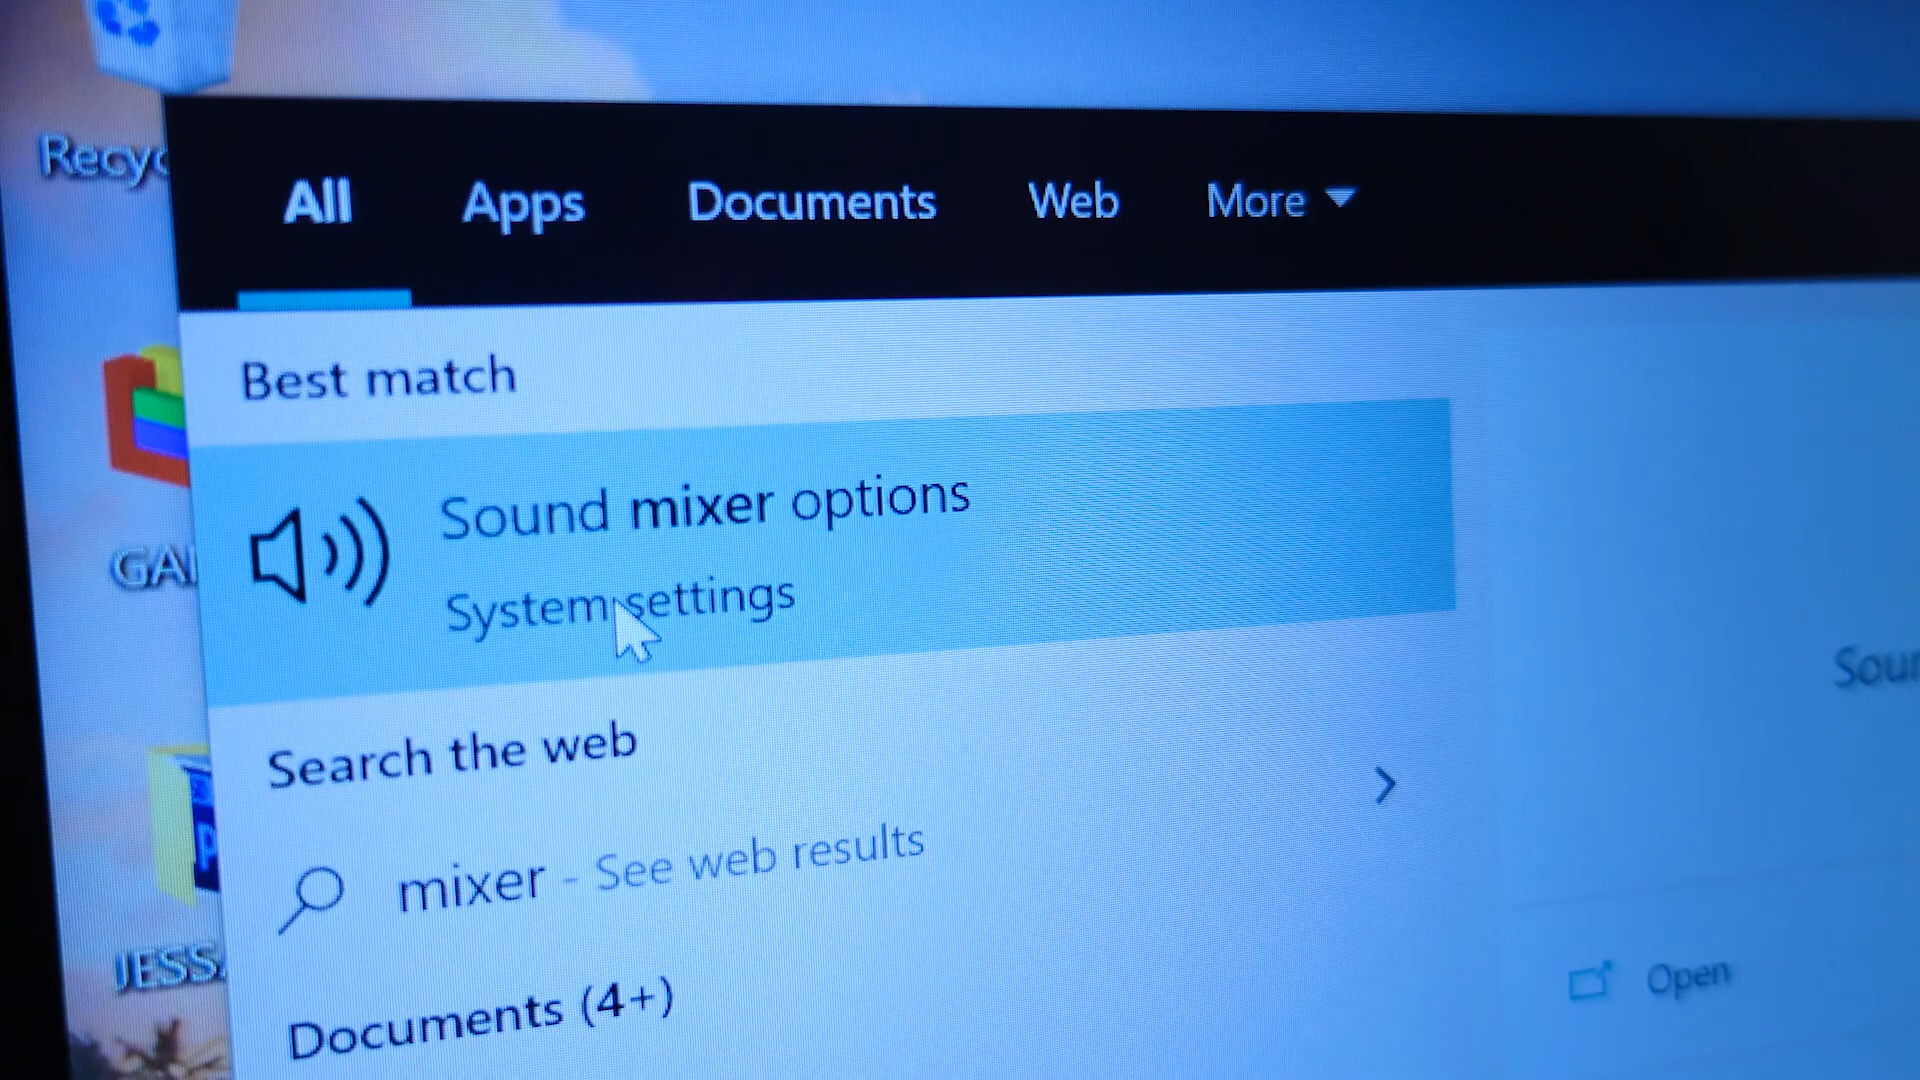 All Apps Documents Web More
Best match
Sound mixer options
System settings
Search the web
mixer - See web results
Documents (4+)
Open